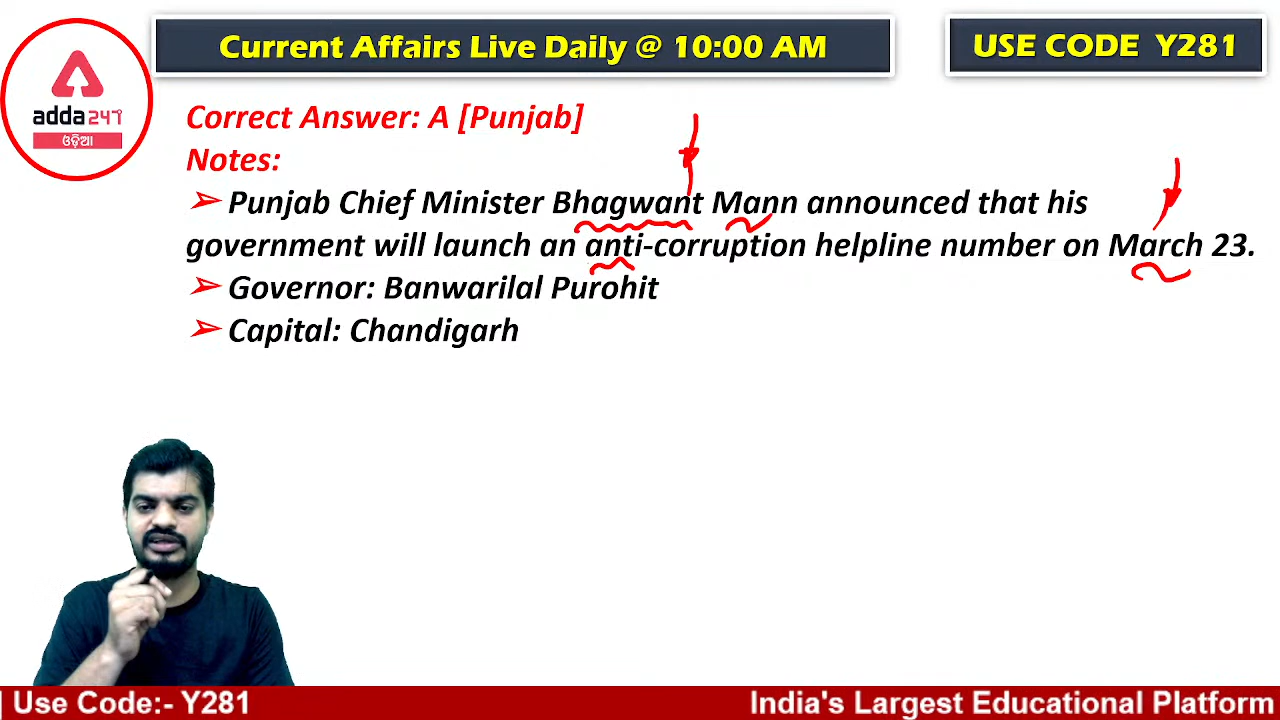 Current Affairs Live Daily @ 10:00 AM
USE CODE Y281
adda247
ଓଡ଼ିଆ
Correct Answer: A [Punjab]
Notes:
➢ Punjab Chief Minister Bhagwant Mann announced that his
government will launch an anti-corruption helpline number on March 23.
➢ Governor: Banwarilal Purohit
➢ Capital: Chandigarh
| Use Code:- Y281
India's Largest Educational Platform